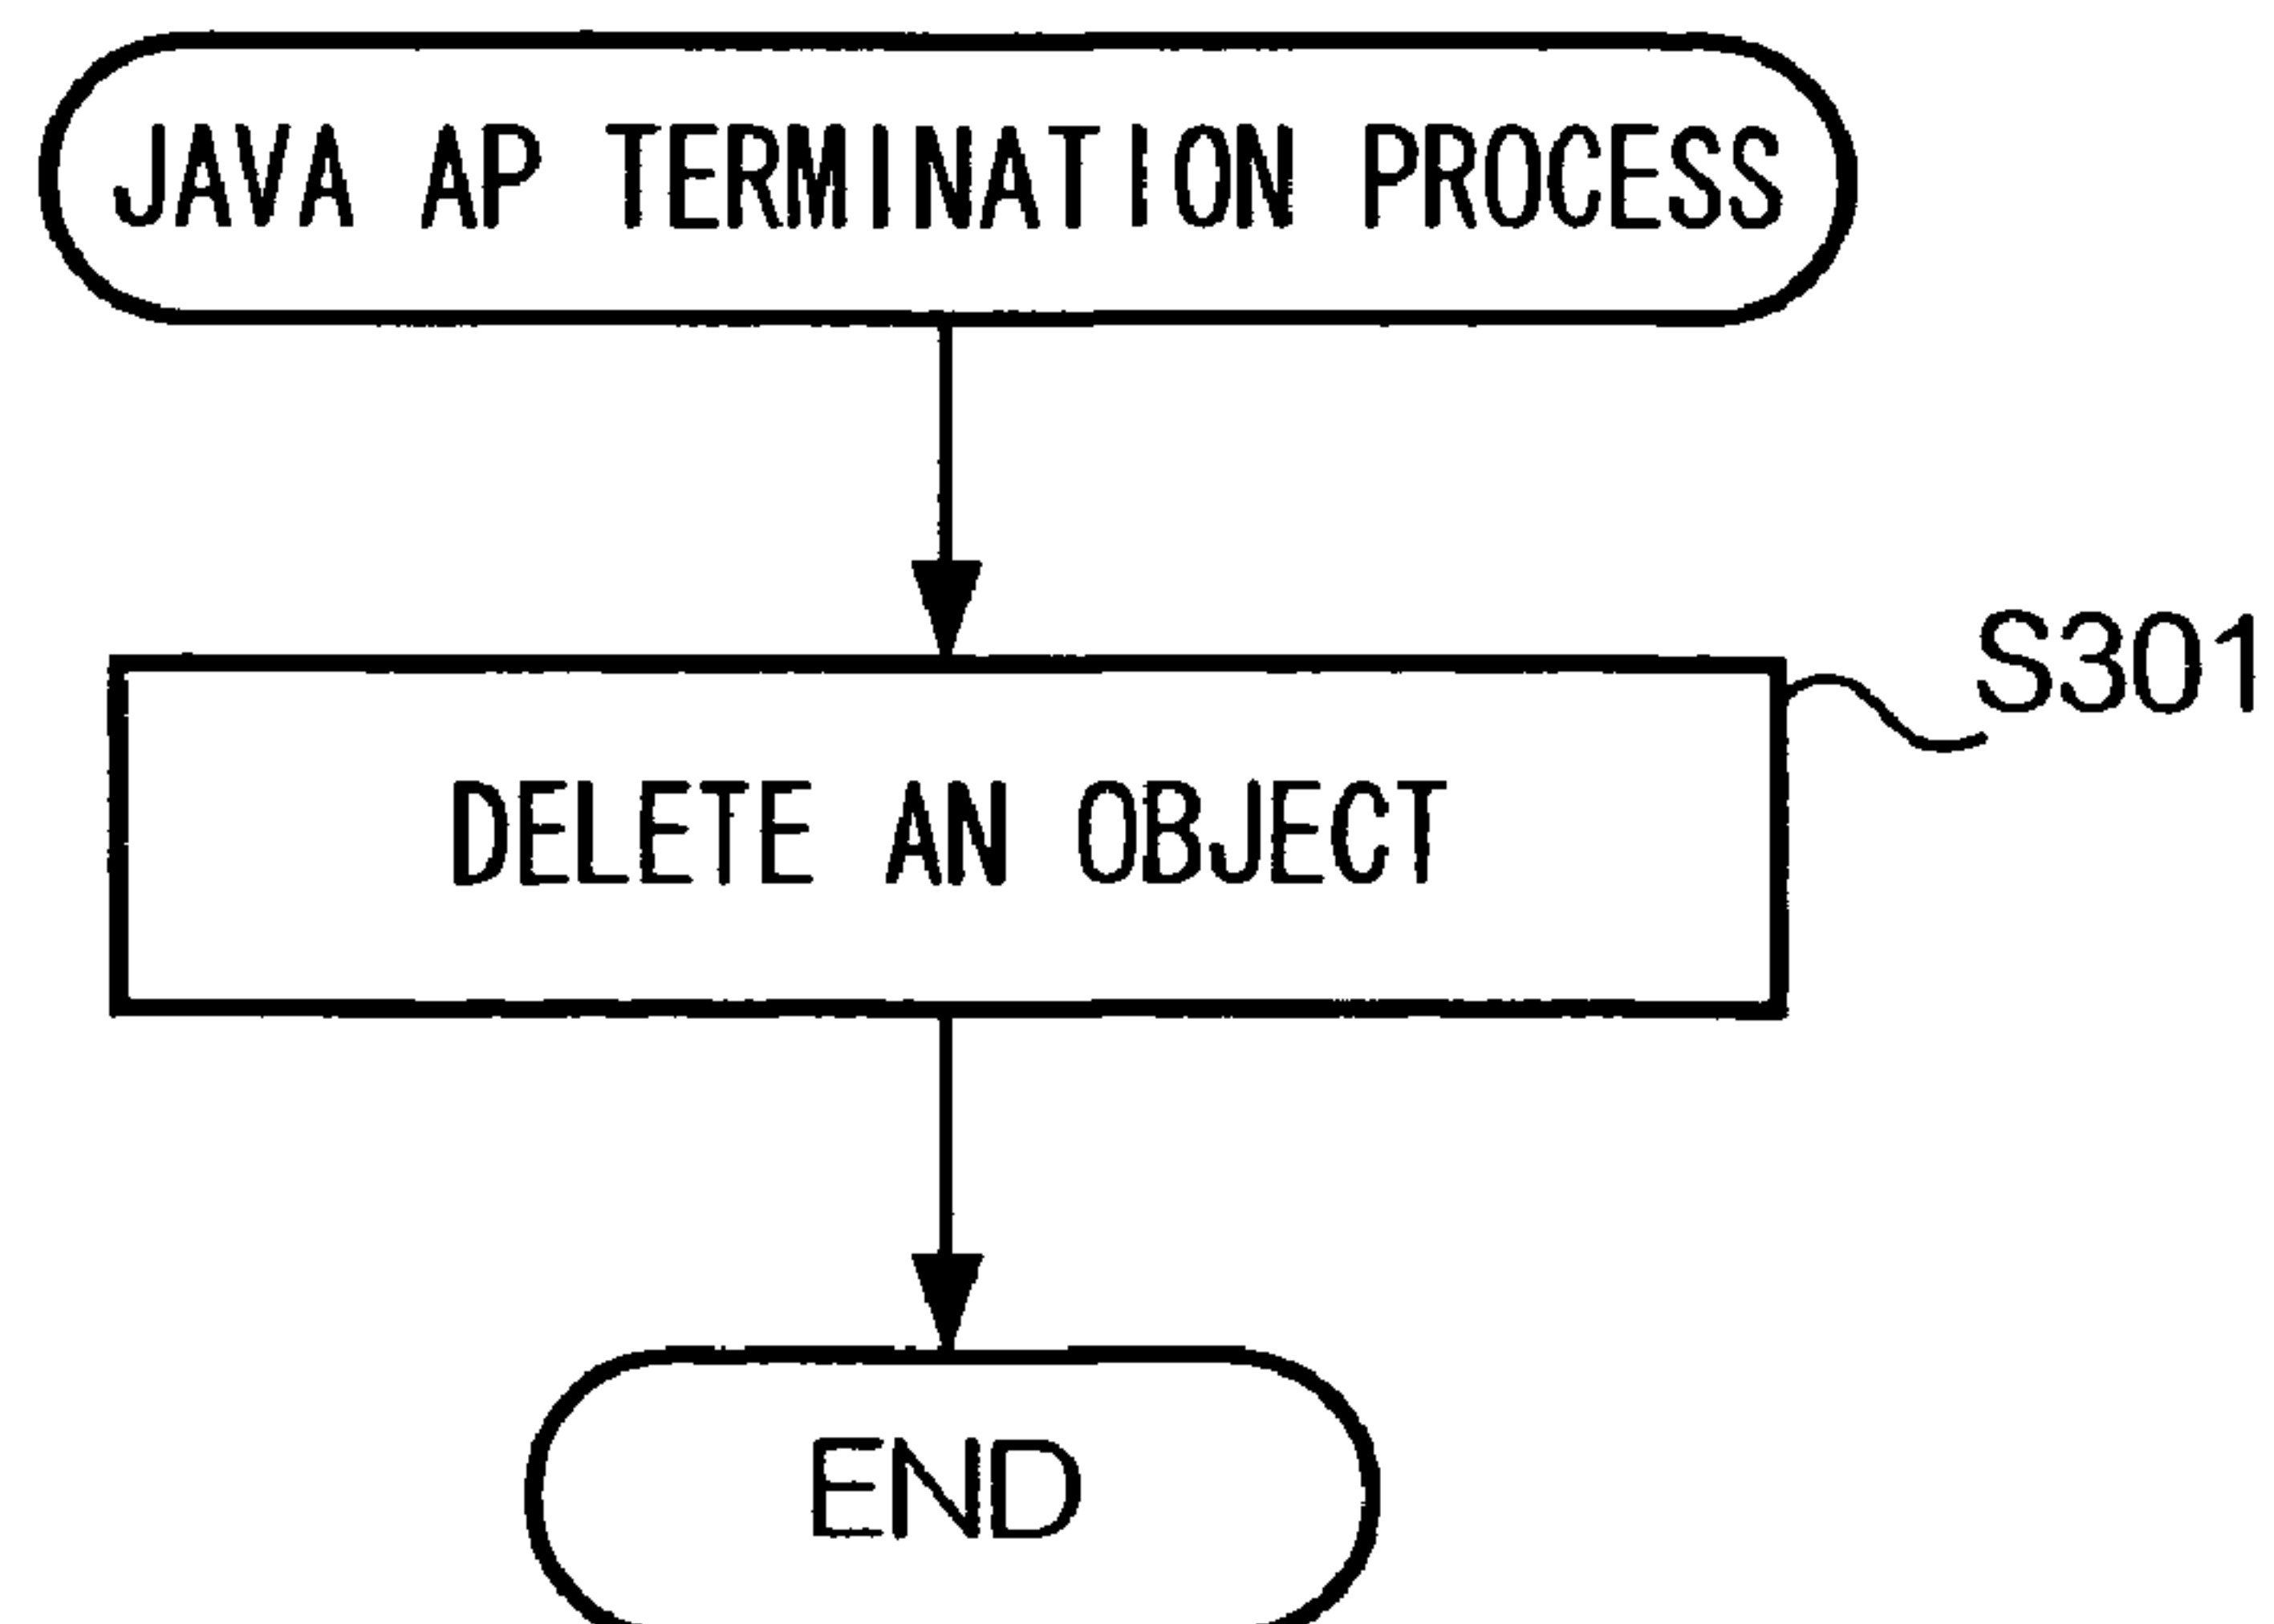 JAVA AP TERMINATION PROCESS
S301
DELETE AN OBJECT
END